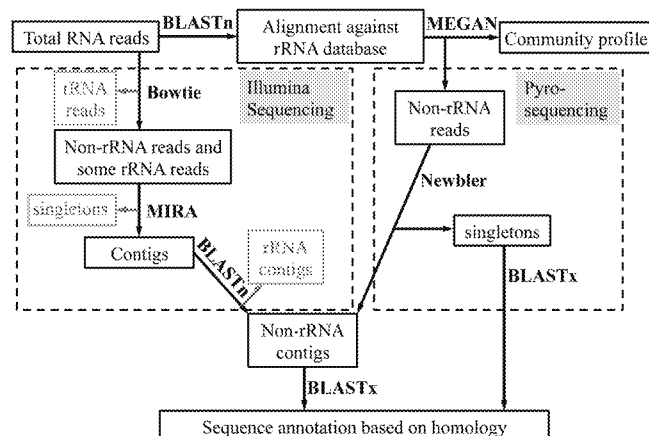 BLASTn
Alignment against
rRNA database
MEGAN
Total RNA reads
Community profile
rRNA
reads
Bowtie
Illumina
Sequencing
Pyro-
sequencing
Non-rRNA
reads
Non-rRNA reads and
some rRNA reads
Newbler
singletons
MIRA
singletons
Contigs
BLASTn
rRNA
contigs
BLASTx
Non-rRNA
contigs
BLASTx
Sequence annotation based on homology